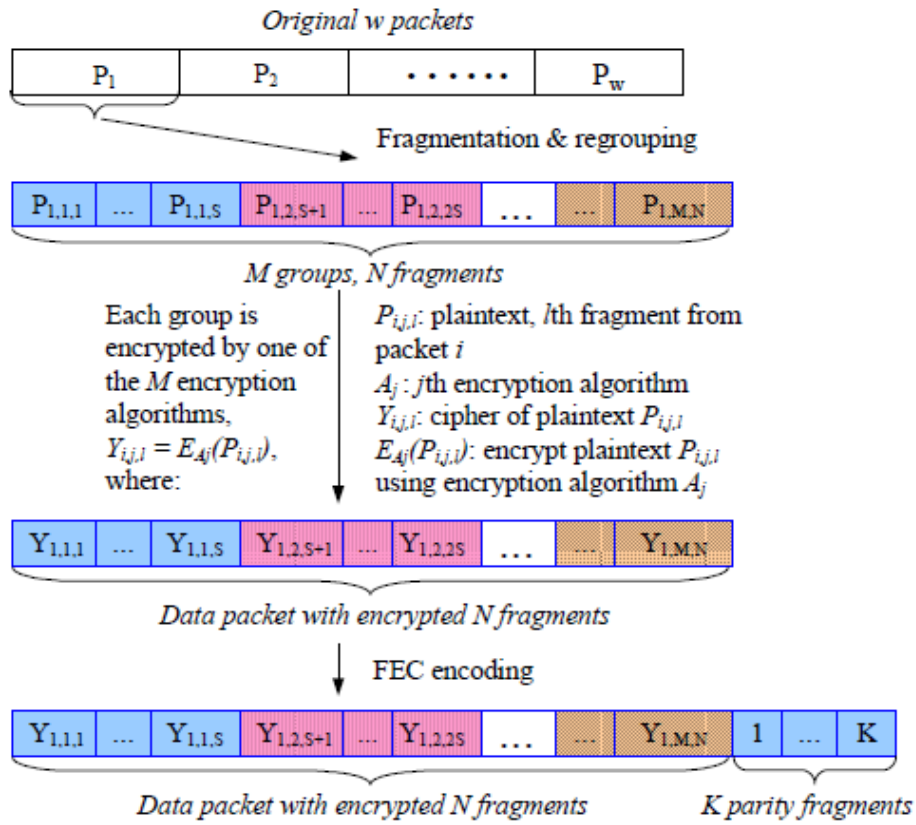 Original w packets
P1 P2 ...... Pw
Fragmentation & regrouping
P1,1,1 ... P1,1,S P1,2,S+1 ... P1,2,2S ... ... P1,M,N
M groups, N fragments
Each group is
encrypted by one of
the M encryption
algorithms,
Yi,j,l = EAj(Pi,j,l),
where:
Pi,j,l: plaintext, lth fragment from
packet i
Aj : jth encryption algorithm
Yi,j,l: cipher of plaintext Pi,j,l
EAj(Pi,j,l): encrypt plaintext Pi,j,l
using encryption algorithm Aj
Y1,1,1 ... Y1,1,S Y1,2,S+1 ... Y1,2,2S ... ... Y1,M,N
Data packet with encrypted N fragments
FEC encoding
Y1,1,1 ... Y1,1,S Y1,2,S+1 ... Y1,2,2S ... ... Y1,M,N 1 ... K
Data packet with encrypted N fragments K parity fragments